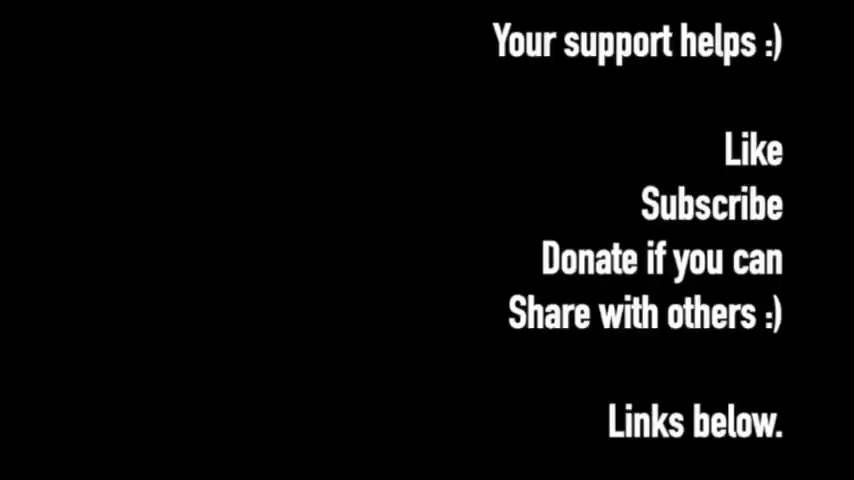 Your support helps :)
Like
Subscribe
Donate if you can
Share with others :)
Links below.